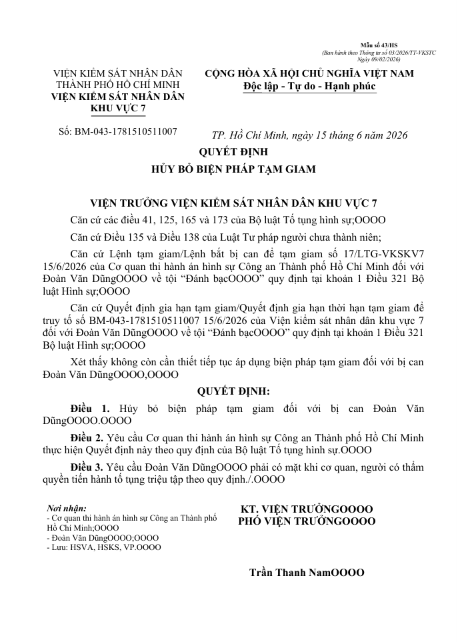 Mẫu số 43/HS
(Ban hành theo Thông tư số 03/2026/TT-VKSTC
Ngày 09/02/2026)
VIỆN KIỂM SÁT NHÂN DÂN
THÀNH PHỐ HỒ CHÍ MINH
VIỆN KIỂM SÁT NHÂN DÂN
KHU VỰC 7
CỘNG HÒA XÃ HỘI CHỦ NGHĨA VIỆT NAM
Độc lập - Tự do - Hạnh phúc
Số: BM-043-1781510511007
TP. Hồ Chí Minh, ngày 15 tháng 6 năm 2026
QUYẾT ĐỊNH
HỦY BỎ BIỆN PHÁP TẠM GIAM
VIỆN TRƯỞNG VIỆN KIỂM SÁT NHÂN DÂN KHU VỰC 7
Căn cứ các điều 41, 125, 165 và 173 của Bộ luật Tố tụng hình sự;OOOO
Căn cứ Điều 135 và Điều 138 của Luật Tư pháp người chưa thành niên;
Căn cứ Lệnh tạm giam/Lệnh bắt bị can để tạm giam số 17/LTG-VKSKV7
15/6/2026 của Cơ quan thi hành án hình sự Công an Thành phố Hồ Chí Minh đối với
Đoàn Văn DũngOOOO về tội “Đánh bạcOOOO” quy định tại khoản 1 Điều 321 Bộ
luật Hình sự;OOOO
Căn cứ Quyết định gia hạn tạm giam/Quyết định gia hạn thời hạn tạm giam để
truy tố số BM-043-1781510511007 15/6/2026 của Viện kiểm sát nhân dân khu vực 7
đối với Đoàn Văn DũngOOOO về tội “Đánh bạcOOOO” quy định tại khoản 1 Điều 321
Bộ luật Hình sự;OOOO
Xét thấy không còn cần thiết tiếp tục áp dụng biện pháp tạm giam đối với bị can
Đoàn Văn DũngOOOO,OOOO
QUYẾT ĐỊNH:
Điều 1. Hủy bỏ biện pháp tạm giam đối với bị can Đoàn Văn
DũngOOOO.OOOO
Điều 2. Yêu cầu Cơ quan thi hành án hình sự Công an Thành phố Hồ Chí Minh
thực hiện Quyết định này theo quy định của Bộ luật Tố tụng hình sự.OOOO
Điều 3. Yêu cầu Đoàn Văn DũngOOOO phải có mặt khi cơ quan, người có thẩm
quyền tiến hành tố tụng triệu tập theo quy định./.OOOO
Nơi nhận:
- Cơ quan thi hành án hình sự Công an Thành phố
Hồ Chí Minh;OOOO
- Đoàn Văn DũngOOOO;OOOO
- Lưu: HSVA, HSKS, VP.OOOO
KT. VIỆN TRƯỞNGOOOO
PHÓ VIỆN TRƯỞNGOOOO
Trần Thanh NamOOOO